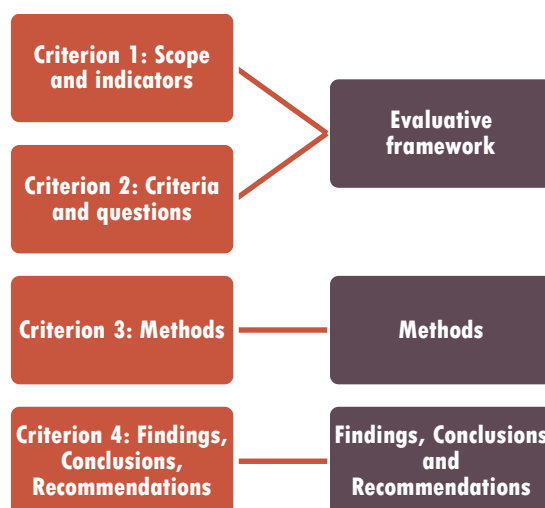 Criterion 1: Scope
and indicators
Evaluative
framework
Criterion 2: Criteria
and questions
Criterion 3: Methods
Methods
Criterion 4: Findings,
Conclusions,
Recommendations
Findings, Conclusions
and
Recommendations